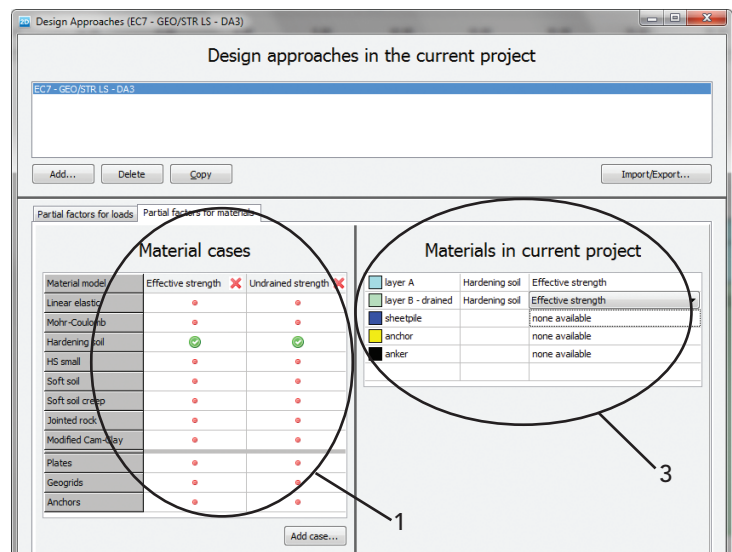 Design Approaches (EC7 - GEO/STR LS - DA3)
Design approaches in the current project
EC7 - GEO/STR LS - DA3
Add... Delete Copy Import/Export...
Partial factors for loads Partial factors for materials
Material cases
Material model Effective strength Undrained strength
Linear elastic
Mohr-Coulomb
Hardening soil
HS small
Soft soil
Soft soil creep
Jointed rock
Modified Cam-Clay
Plates
Geogrids
Anchors
Add case...
1
Materials in current project
layer A Hardening soil Effective strength
layer B - drained Hardening soil Effective strength
sheetpile none available
anchor none available
anker none available
3